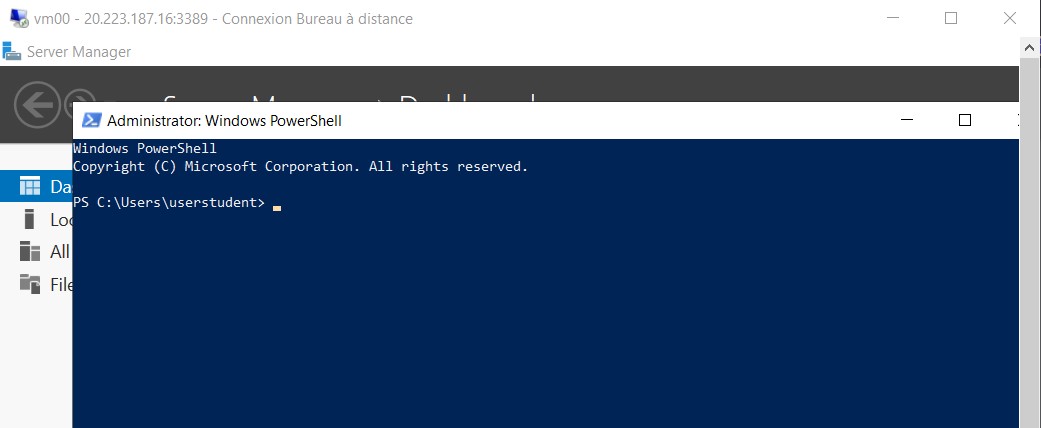 vm00 - 20.223.187.16:3389 - Connexion Bureau à distance
Server Manager
Administrator: Windows PowerShell
Windows PowerShell
Copyright (C) Microsoft Corporation. All rights reserved.
PS C:\Users\userstudent>
Da
Loc
All
File